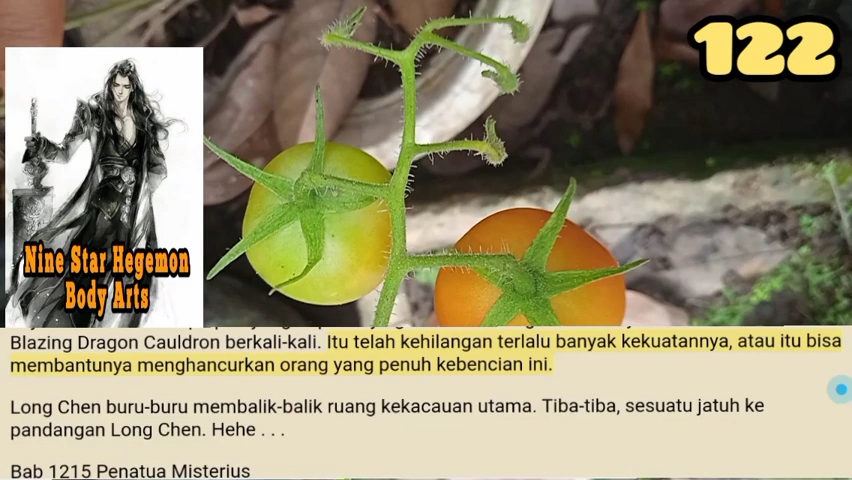 122
Nine Star Hegemon
Body Arts
Blazing Dragon Cauldron berkali-kali. Itu telah kehilangan terlalu banyak kekuatannya, atau itu bisa
membantunya menghancurkan orang yang penuh kebencian ini.
Long Chen buru-buru membalik-balik ruang kekacauan utama. Tiba-tiba, sesuatu jatuh ke
pandangan Long Chen. Hehe . . .
Bab 1215 Penatua Misterius